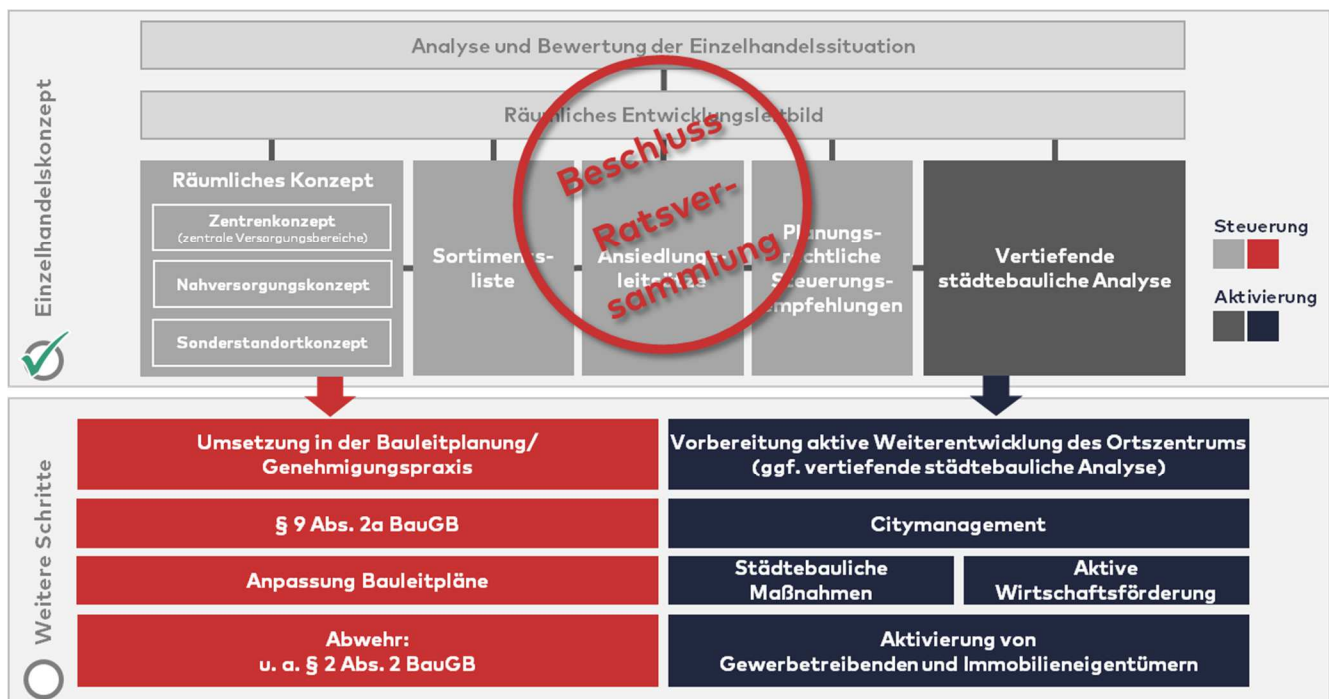 Einzelhandelskonzept
Analyse und Bewertung der Einzelhandelssituation
Räumliches Entwicklungsleitbild
Räumliches Konzept
Zentrenkonzept
(zentrale Versorgungsbereiche)
Nahversorgungskonzept
Sonderstandortkonzept
Sortiments-
liste
Ansiedlungs-
leitsätze
Planungs-
rechtliche
Steuerungs-
empfehlungen
Vertiefende
städtebauliche Analyse
Beschluss
Ratsver-
sammlung
Steuerung
Aktivierung
Weitere Schritte
Umsetzung in der Bauleitplanung/
Genehmigungspraxis
§ 9 Abs. 2a BauGB
Anpassung Bauleitpläne
Abwehr:
u. a. § 2 Abs. 2 BauGB
Vorbereitung aktive Weiterentwicklung des Ortszentrums
(ggf. vertiefende städtebauliche Analyse)
Citymanagement
Städtebauliche
Maßnahmen
Aktive
Wirtschaftsförderung
Aktivierung von
Gewerbetreibenden und Immobilieneigentümern